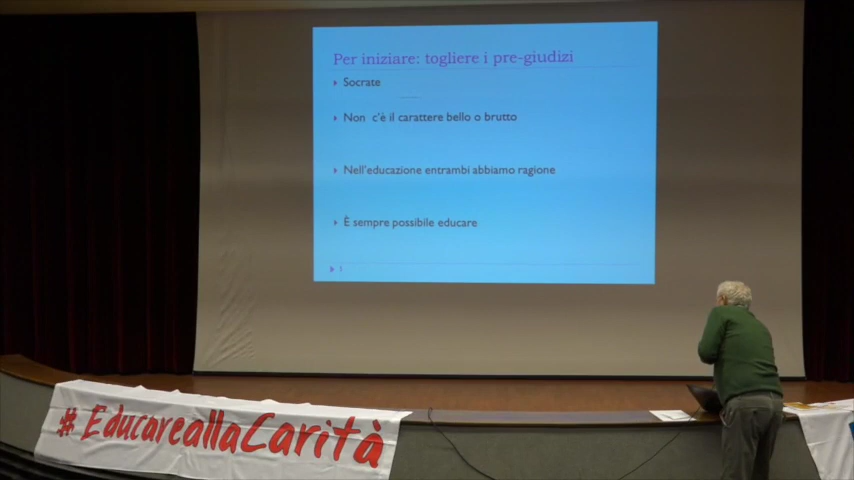 Per iniziare: togliere i pre-giudizi
Socrate
Non c'è il carattere bello o brutto
Nell'educazione entrambi abbiamo ragione
È sempre possibile educare
1
#EducareallaCarità